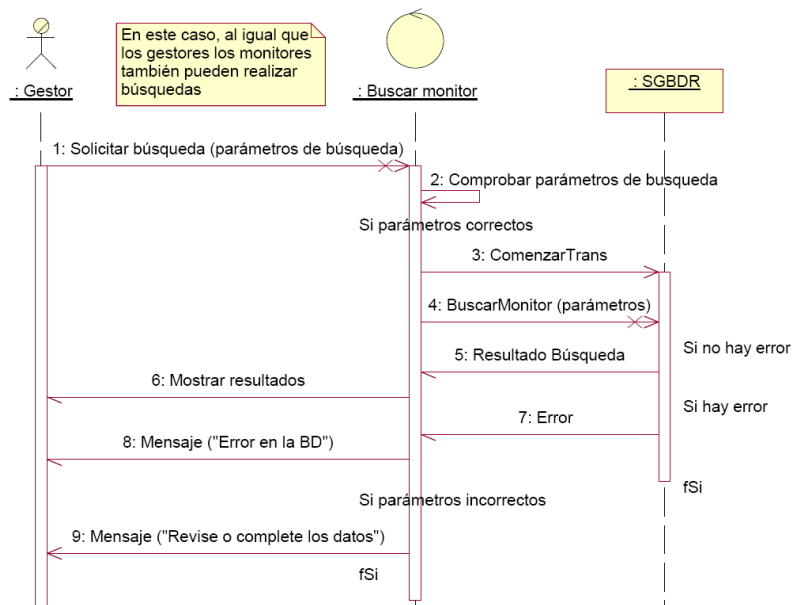 En este caso, al igual que
los gestores los monitores
también pueden realizar
búsquedas
: Gestor
: Buscar monitor
: SGBDR
1: Solicitar búsqueda (parámetros de búsqueda)
2: Comprobar parámetros de busqueda
Si parámetros correctos
3: ComenzarTrans
4: BuscarMonitor (parámetros)
Si no hay error
5: Resultado Búsqueda
6: Mostrar resultados
Si hay error
7: Error
8: Mensaje ("Error en la BD")
fSi
Si parámetros incorrectos
9: Mensaje ("Revise o complete los datos")
fSi